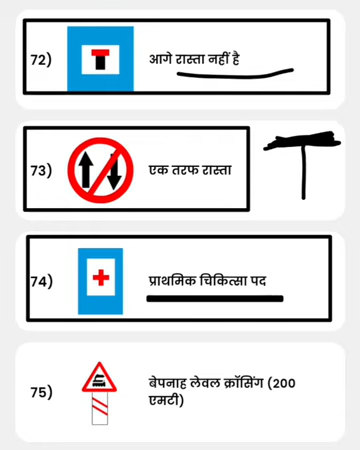 72) आगे रास्ता नहीं है
73) एक तरफ रास्ता
74) प्राथमिक चिकित्सा पद
75) बेपनाह लेवल क्रॉसिंग (200
एमटी)